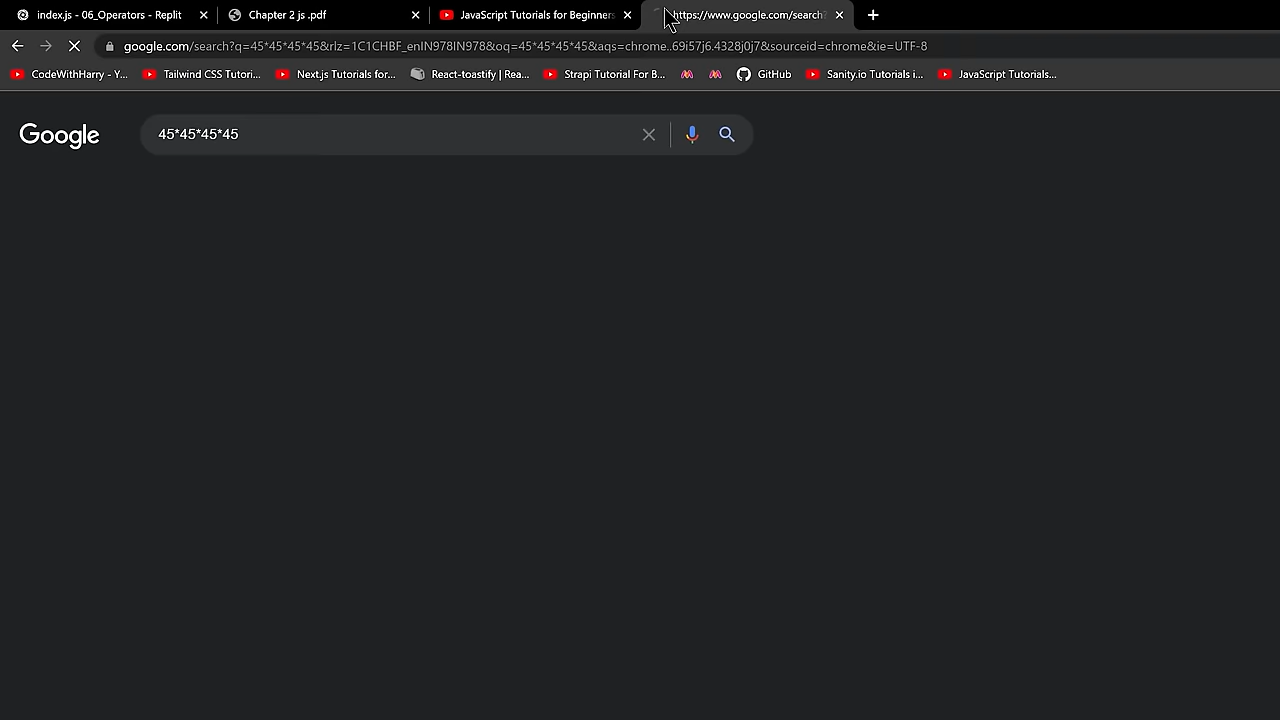 index.js - 06_Operators - Replit
Chapter 2 js .pdf
JavaScript Tutorials for Beginners
https://www.google.com/search?
google.com/search?q=45*45*45*45&rlz=1C1CHBF_enIN978IN978&oq=45*45*45*45&aqs=chrome..69i57j6.4328j0j7&sourceid=chrome&ie=UTF-8
CodeWithHarry - Y...
Tailwind CSS Tutori...
Next.js Tutorials for...
React-toastify | Rea...
Strapi Tutorial For B...
GitHub
Sanity.io Tutorials i...
JavaScript Tutorials...
Google
45*45*45*45